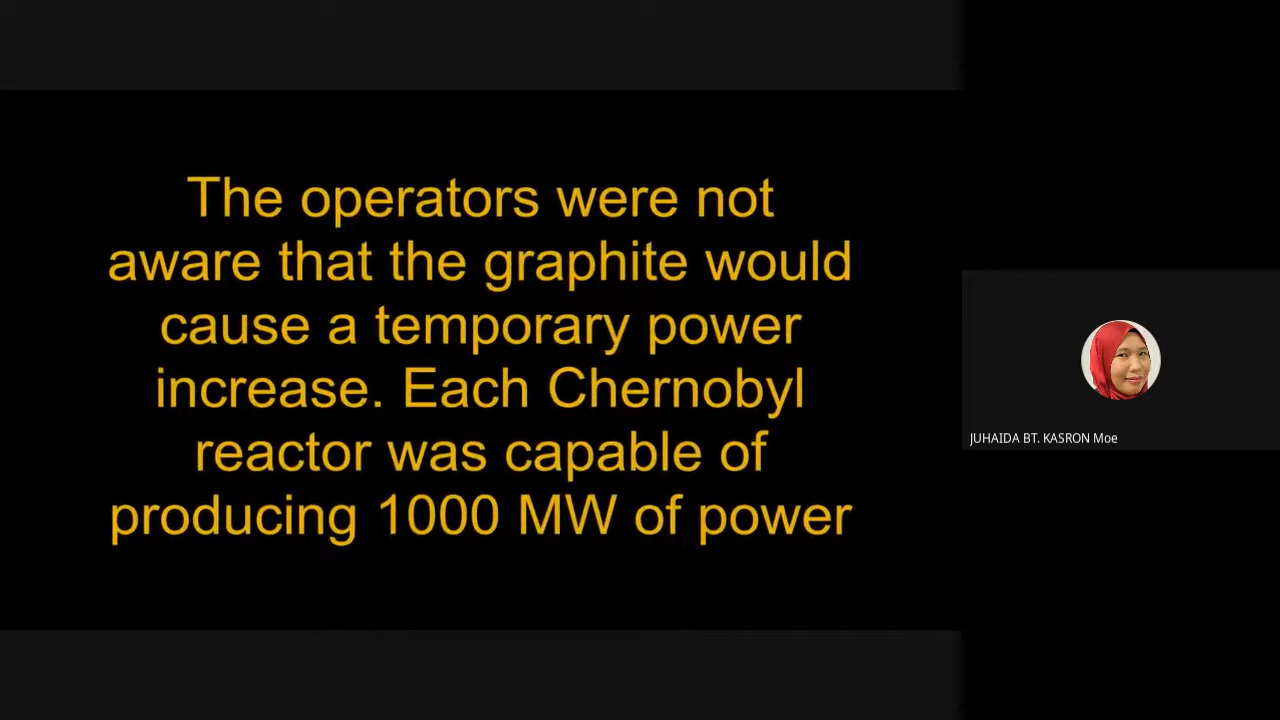 The operators were not
aware that the graphite would
cause a temporary power
increase. Each Chernobyl
reactor was capable of
producing 1000 MW of power
JUHAIDA BT. KASRON Moe